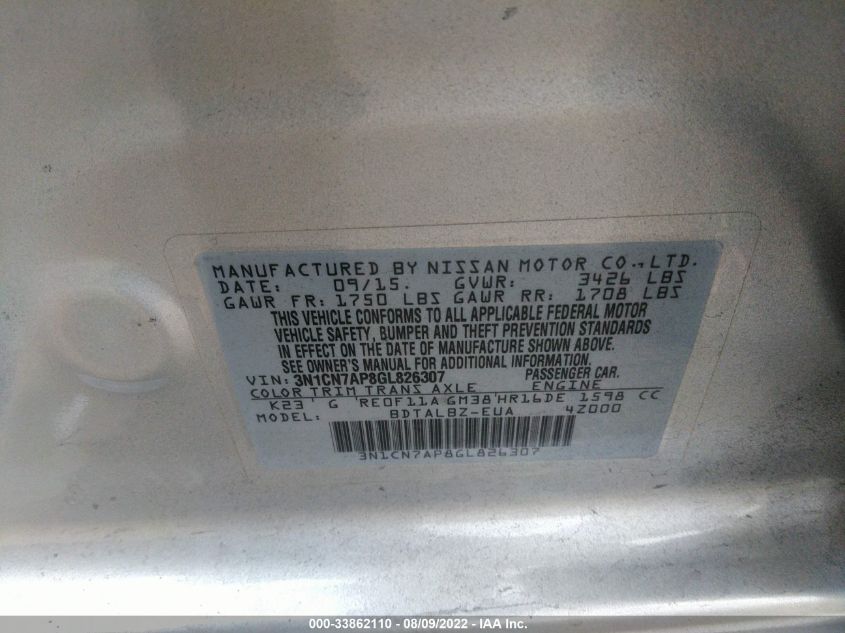 MANUFACTURED BY NISSAN MOTOR CO.,LTD.
DATE: 09/15. GVWR: 3426 LBS
GAWR FR: 1750 LBS GAWR RR: 1708 LBS
THIS VEHICLE CONFORMS TO ALL APPLICABLE FEDERAL MOTOR
VEHICLE SAFETY, BUMPER AND THEFT PREVENTION STANDARDS
IN EFFECT ON THE DATE OF MANUFACTURE SHOWN ABOVE.
SEE OWNER'S MANUAL FOR ADDITIONAL INFORMATION.
VIN: 3N1CN7AP8GL826307 PASSENGER CAR.
COLOR TRIM TRANS AXLE ENGINE
K23 G RE0F11A GM38 HR16DE 1598 CC
MODEL: BDTALBZ-EUA 4Z000
3N1CN7AP8GL826307
000-33862110 - 08/09/2022 - IAA Inc.